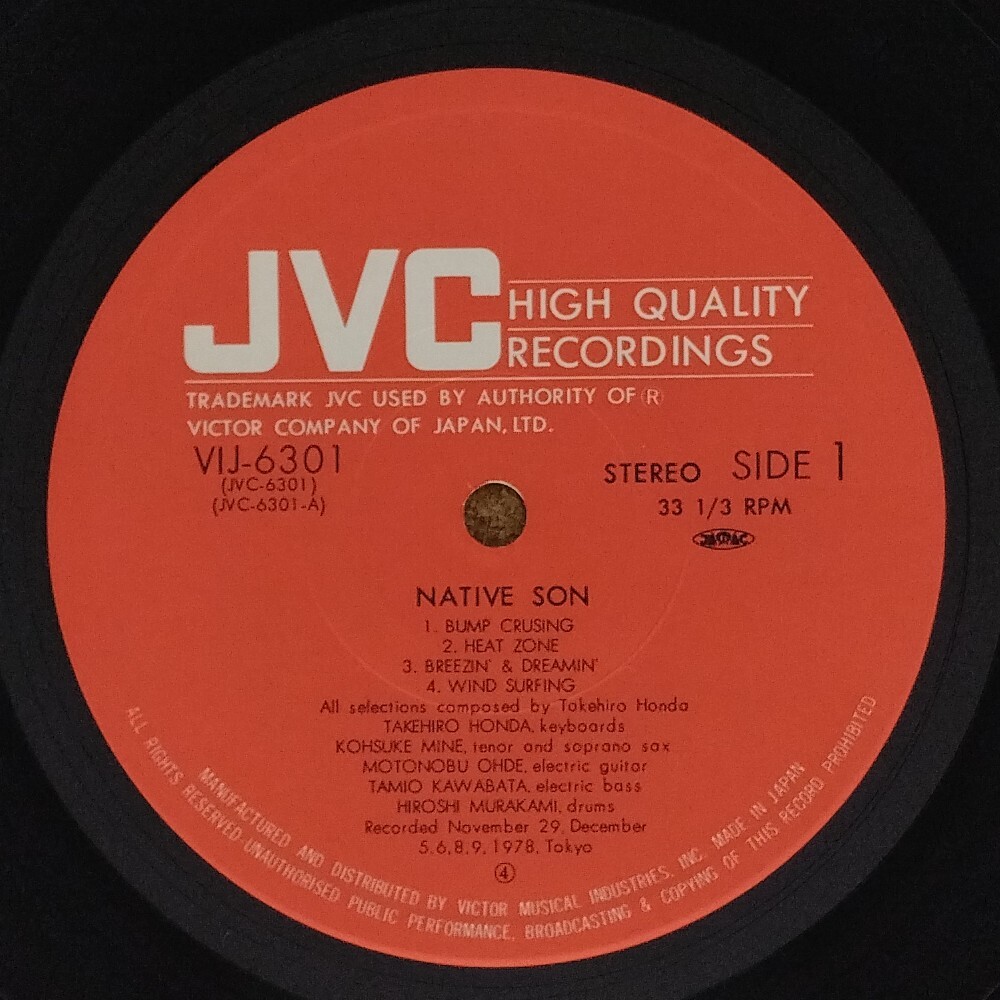 JVC HIGH QUALITY
RECORDINGS
TRADEMARK JVC USED BY AUTHORITY OF Ⓡ
VICTOR COMPANY OF JAPAN, LTD.
VIJ-6301
(JVC-6301)
(JVC-6301-A)
STEREO SIDE 1
33 1/3 RPM
JASRAC
NATIVE SON
1. BUMP CRUSING
2. HEAT ZONE
3. BREEZIN' & DREAMIN'
4. WIND SURFING
All selections composed by Takehiro Honda
TAKEHIRO HONDA, keyboards
KOHSUKE MINE, tenor and soprano sax
MOTONOBU OHDE, electric guitar
TAMIO KAWABATA, electric bass
HIROSHI MURAKAMI, drums
Recorded November 29, December
5,6,8,9, 1978, Tokyo
④
MANUFACTURED AND DISTRIBUTED BY VICTOR MUSICAL INDUSTRIES, INC. MADE IN JAPAN
ALL RIGHTS RESERVED·UNAUTHORISED PUBLIC PERFORMANCE, BROADCASTING & COPYING OF THIS RECORD PROHIBITED